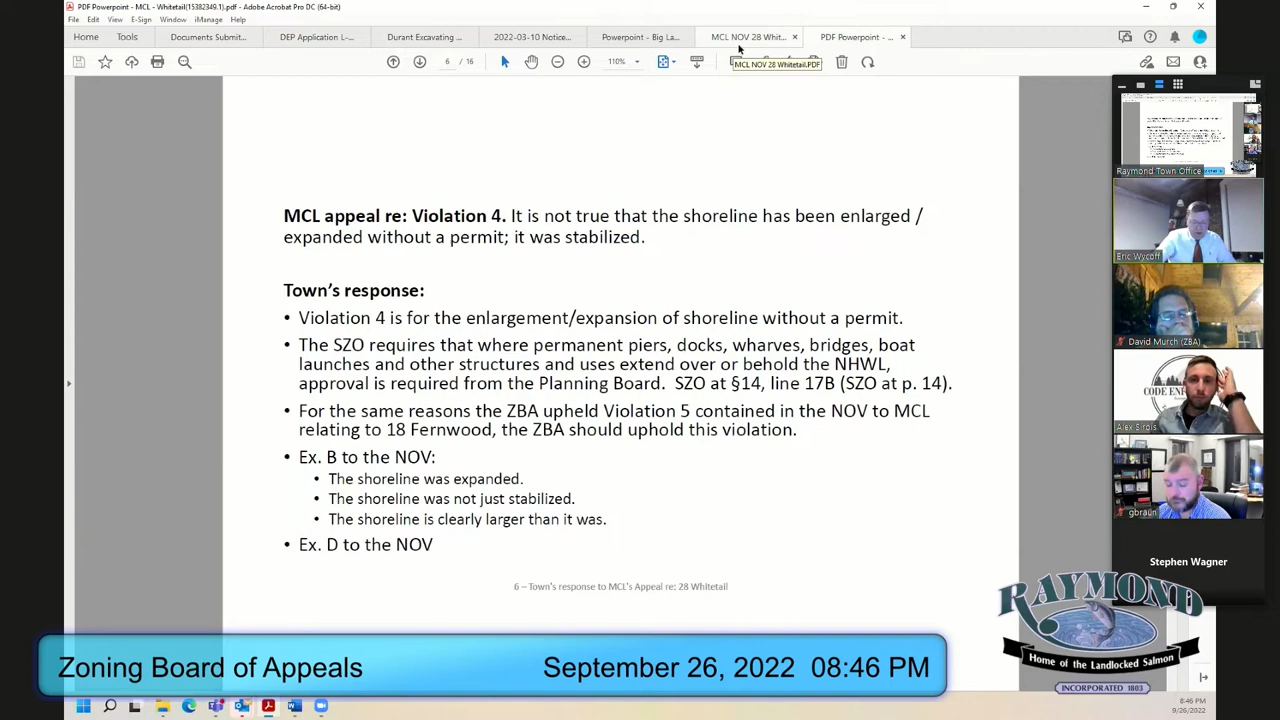 PDF Powerpoint - MCL - Whitetail(15382349.1).pdf - Adobe Acrobat Pro DC (64-bit)
File Edit View E-Sign Window iManage Help
Home Tools Documents Submit... DEP Application - L... Durant Excavating ... 2022-03-10 Notice... Powerpoint - Big La... MCL NOV 28 Whit... × PDF Powerpoint - ... ×
6 / 16 110% MCL NOV 28 Whitetail.PDF
MCL appeal re: Violation 4. It is not true that the shoreline has been enlarged /
expanded without a permit; it was stabilized.
Town's response:
• Violation 4 is for the enlargement/expansion of shoreline without a permit.
• The SZO requires that where permanent piers, docks, wharves, bridges, boat
launches and other structures and uses extend over or behold the NHWL,
approval is required from the Planning Board. SZO at §14, line 17B (SZO at p. 14).
• For the same reasons the ZBA upheld Violation 5 contained in the NOV to MCL
relating to 18 Fernwood, the ZBA should uphold this violation.
• Ex. B to the NOV:
• The shoreline was expanded.
• The shoreline was not just stabilized.
• The shoreline is clearly larger than it was.
• Ex. D to the NOV
6 – Town's response to MCL's Appeal re: 28 Whitetail
Raymond Town Office
Eric Wycoff
David Murch (ZBA)
CODE EN
Alex Sirois
gbraun
Stephen Wagner
RAYMOND
Home of the Landlocked Salmon
INCORPORATED 1803
Zoning Board of Appeals September 26, 2022 08:46 PM
8:46 PM
9/26/2022